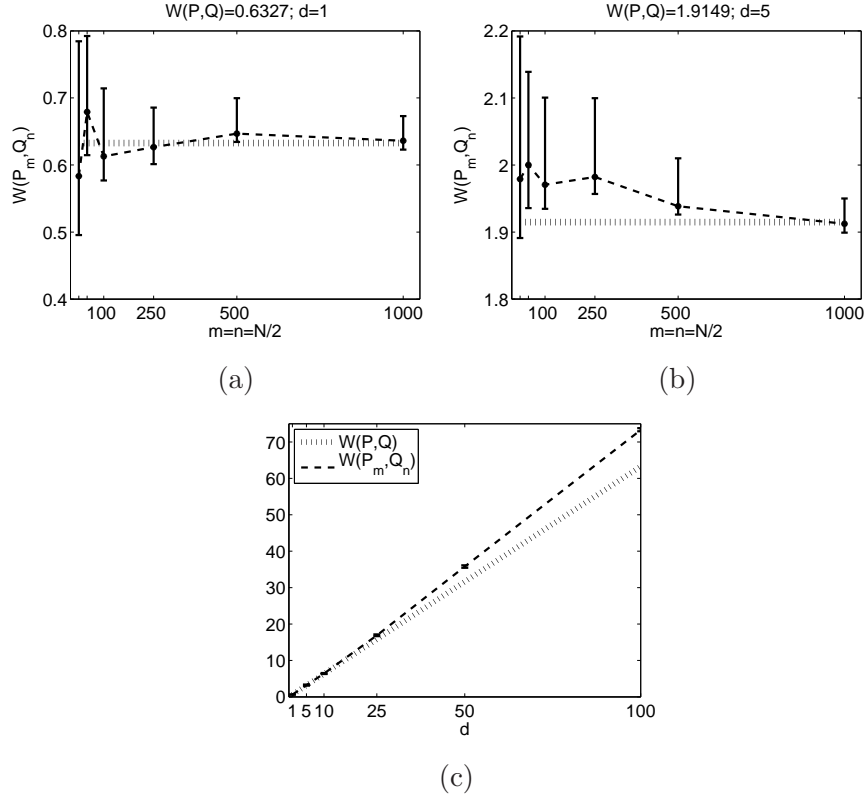 W(P,Q)=0.6327; d=1
0.8
0.7
0.6
0.5
0.4
W(P_m,Q_n)
100 250 500 1000
m=n=N/2
(a)
W(P,Q)=1.9149; d=5
2.2
2.1
2
1.9
1.8
W(P_m,Q_n)
100 250 500 1000
m=n=N/2
(b)
W(P,Q)
W(P_m,Q_n)
70
60
50
40
30
20
10
0
1 5 10 25 50 100
d
(c)